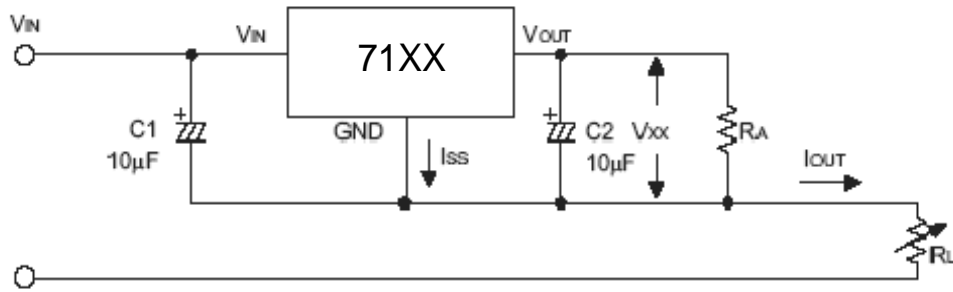 VIN
VIN
71XX
VOUT
GND
ISS
C1
10μF
C2
10μF
VXX
RA
IOUT
RL